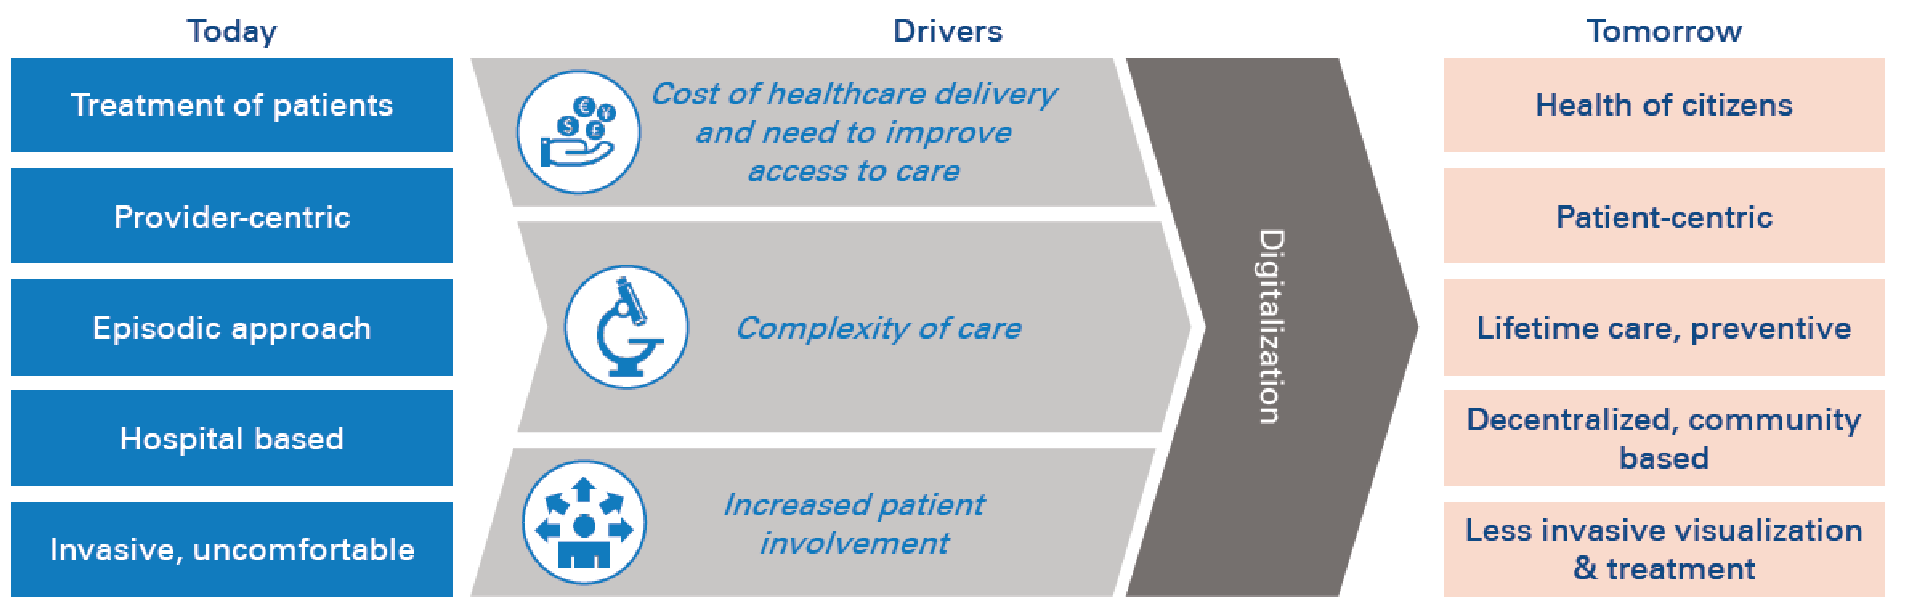 Today
Treatment of patients
Provider-centric
Episodic approach
Hospital based
Invasive, uncomfortable
Drivers
€
¥
$
£
Cost of healthcare delivery
and need to improve
access to care
Complexity of care
Increased patient
involvement
Digitalization
Tomorrow
Health of citizens
Patient-centric
Lifetime care, preventive
Decentralized, community
based
Less invasive visualization
& treatment